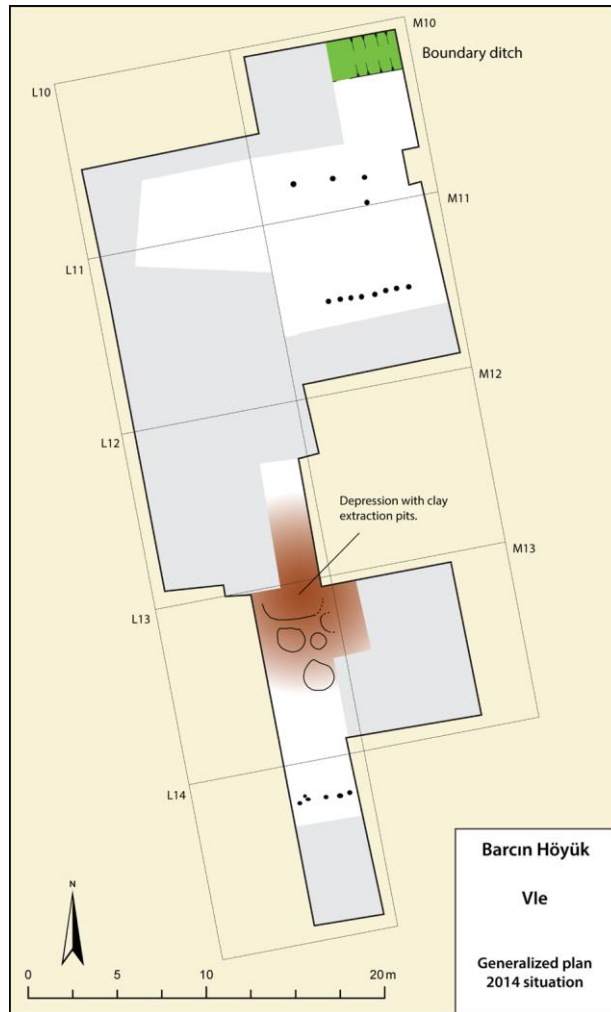 M10
Boundary ditch
L10
M11
L11
M12
L12
Depression with clay
extraction pits.
M13
L13
L14
Barcın Höyük
VIe
Generalized plan
2014 situation
N
0 5 10 20 m